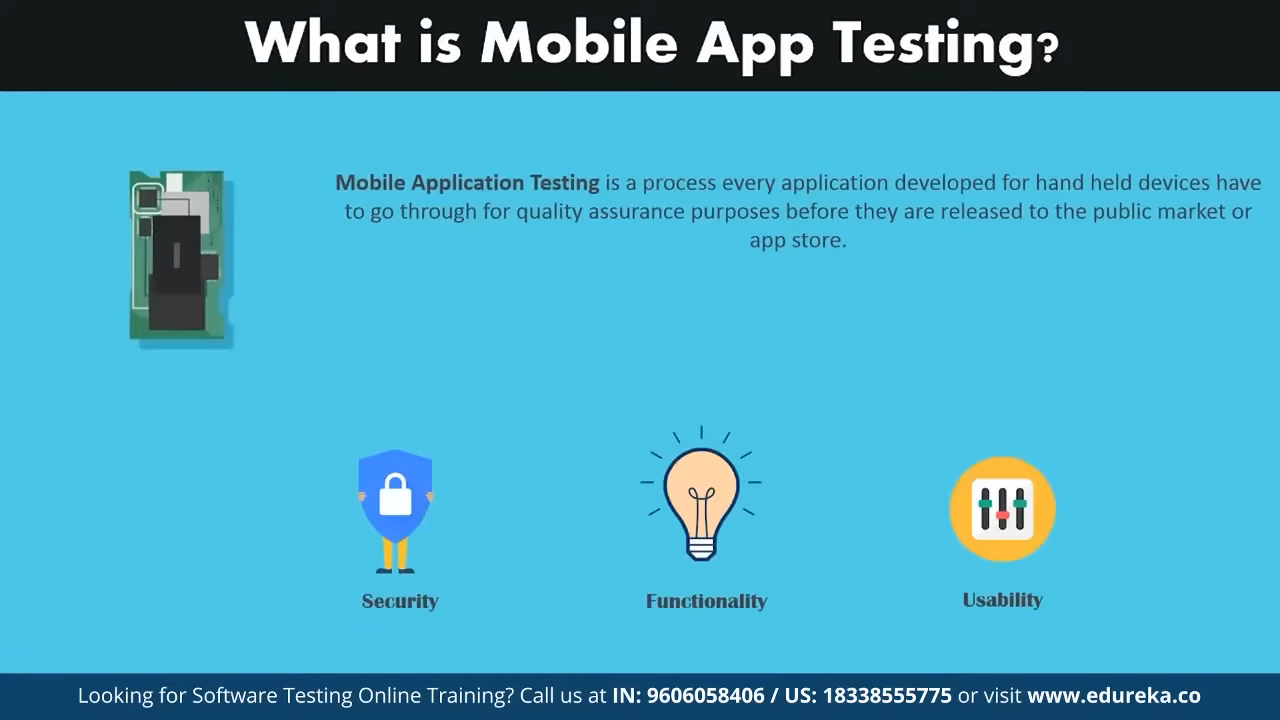 What is Mobile App Testing?
Mobile Application Testing is a process every application developed for hand held devices have
to go through for quality assurance purposes before they are released to the public market or
app store.
Security
Functionality
Usability
Looking for Software Testing Online Training? Call us at IN: 9606058406 / US: 18338555775 or visit www.edureka.co